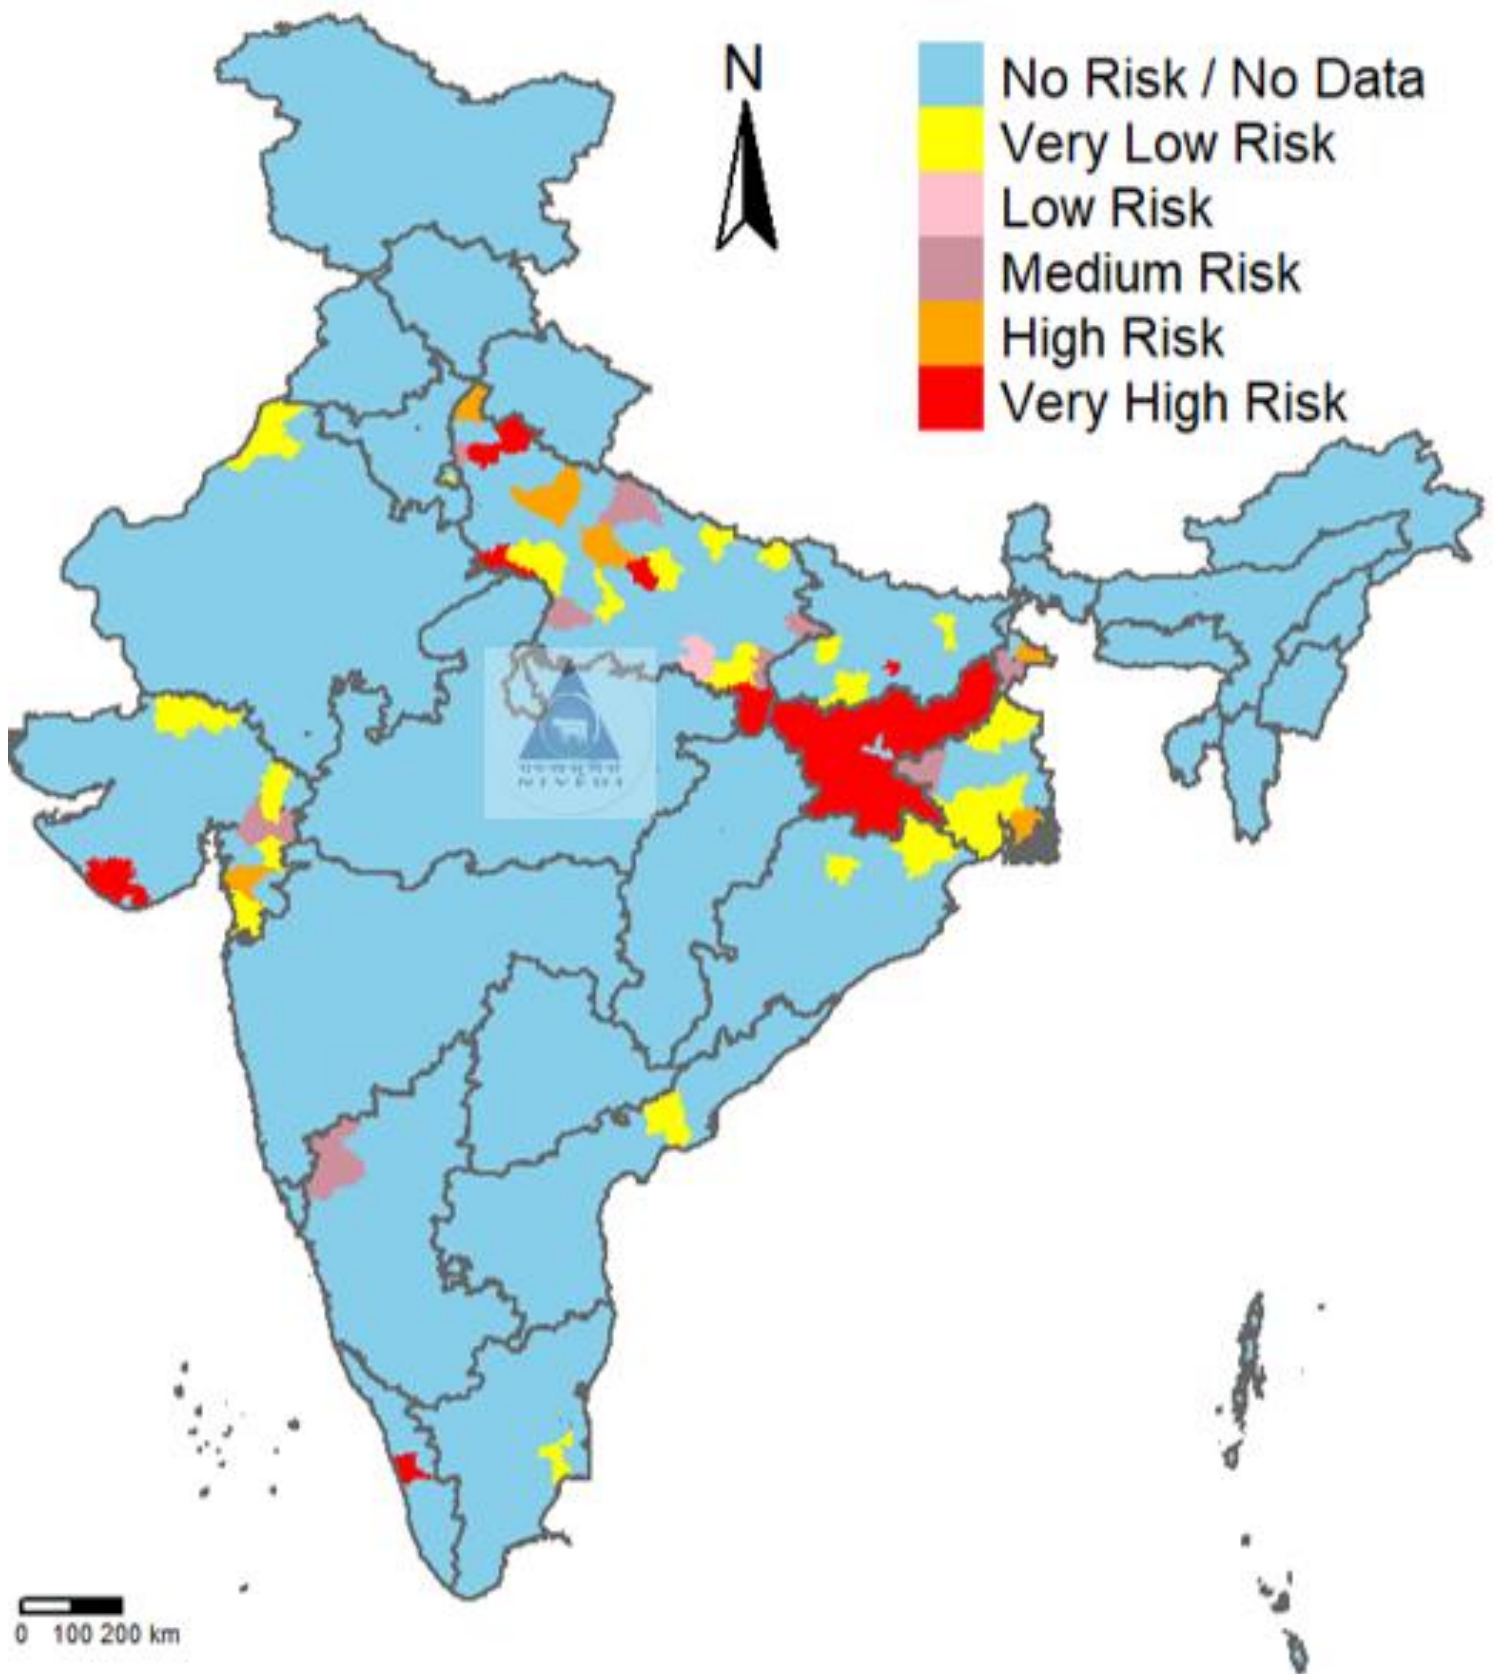 N
No Risk / No Data
Very Low Risk
Low Risk
Medium Risk
High Risk
Very High Risk
NIVEDI
0 100 200 km